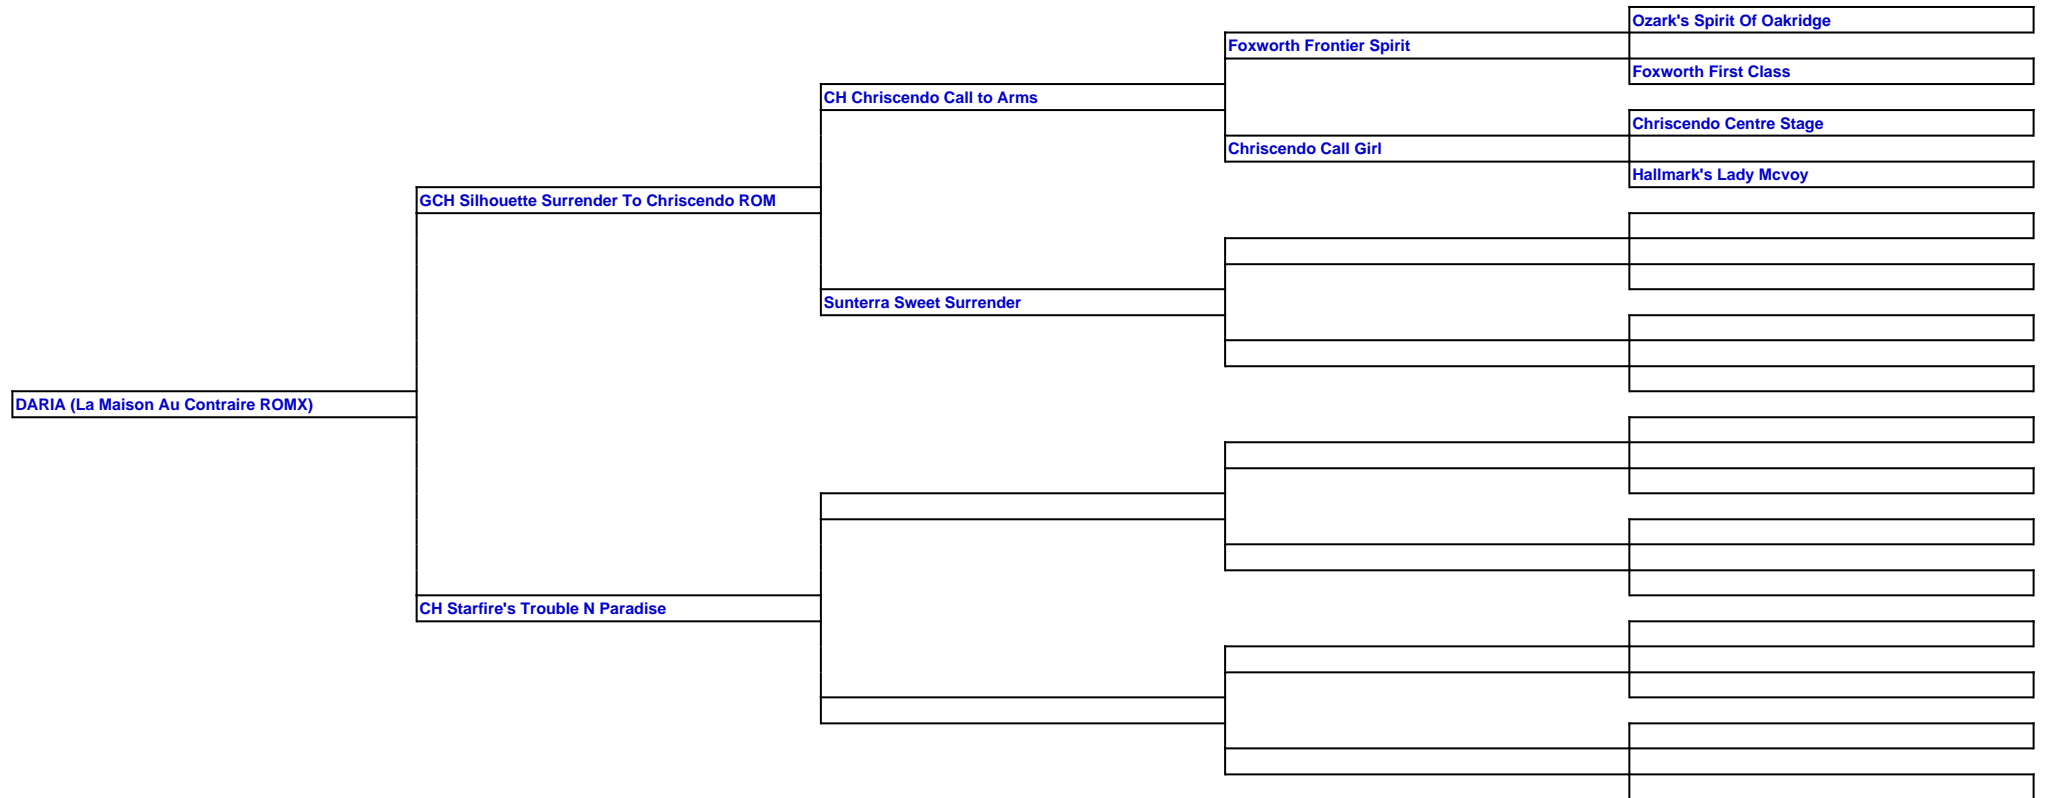 Ozark's Spirit Of Oakridge
Foxworth Frontier Spirit
Foxworth First Class
CH Chriscendo Call to Arms
Chriscendo Centre Stage
Chriscendo Call Girl
Hallmark's Lady Mcvoy
GCH Silhouette Surrender To Chriscendo ROM
Sunterra Sweet Surrender
DARIA (La Maison Au Contraire ROMX)
CH Starfire's Trouble N Paradise